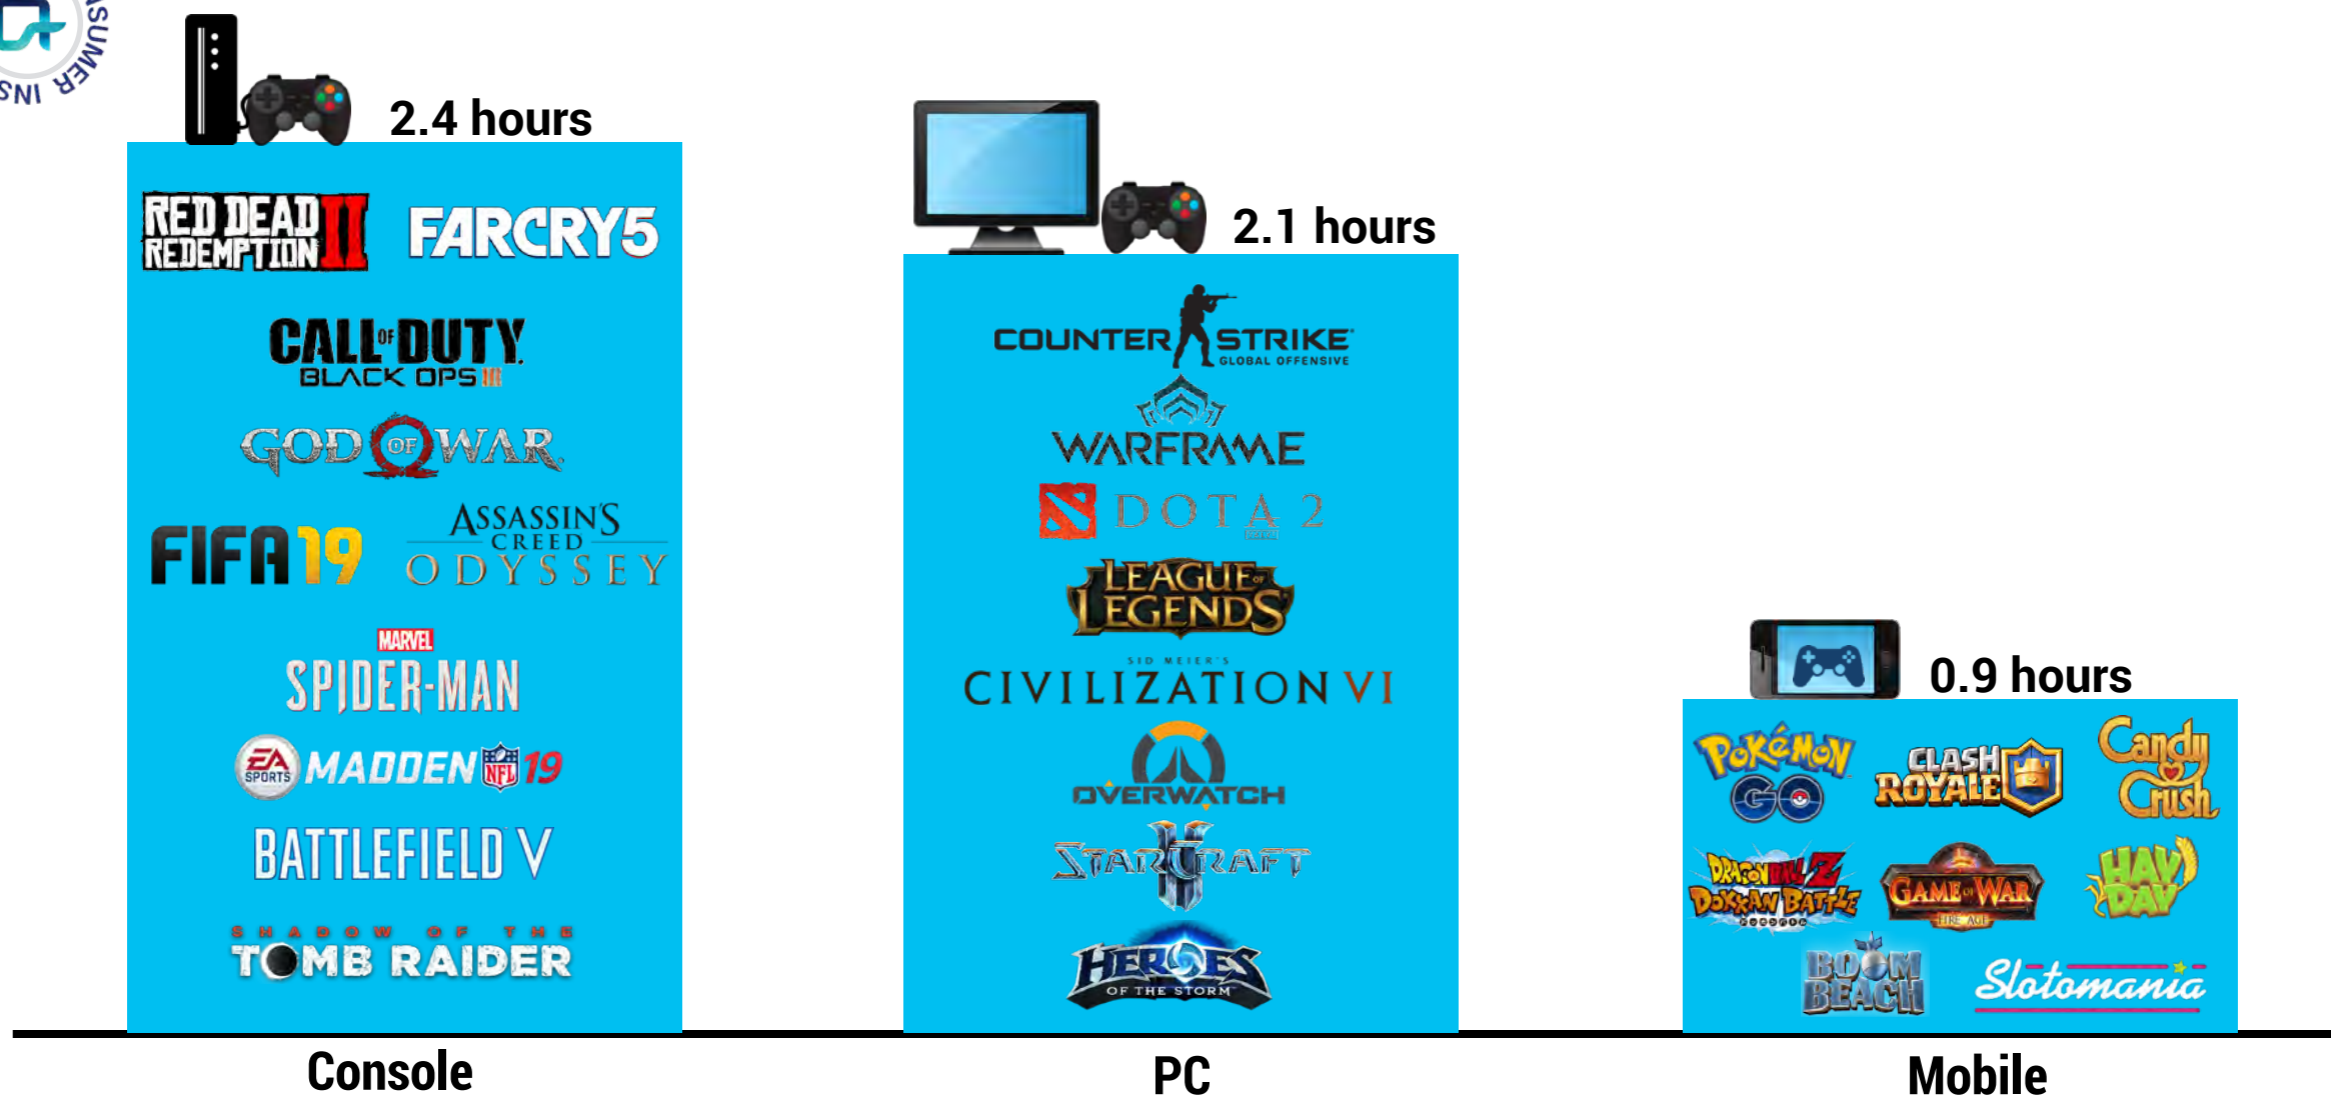 2.4 hours
RED DEAD
REDEMPTION II
FARCRY5
CALL OF DUTY
BLACK OPS III
GOD OF WAR
FIFA 19
ASSASSIN'S
CREED
ODYSSEY
MARVEL
SPIDER-MAN
EA
SPORTS
MADDEN NFL 19
BATTLEFIELD V
SHADOW OF THE
TOMB RAIDER
Console
2.1 hours
COUNTER STRIKE
GLOBAL OFFENSIVE
WARFRAME
DOTA 2
LEAGUE OF
LEGENDS
SID MEIER'S
CIVILIZATION VI
OVERWATCH
STARCRAFT II
HEROES
OF THE STORM
PC
0.9 hours
POKéMON
GO
CLASH
ROYALE
Candy
Crush
DRAGON BALL Z
DOKKAN BATTLE
GAME OF WAR
FIRE AGE
HAY
DAY
BOOM
BEACH
Slotomania
Mobile